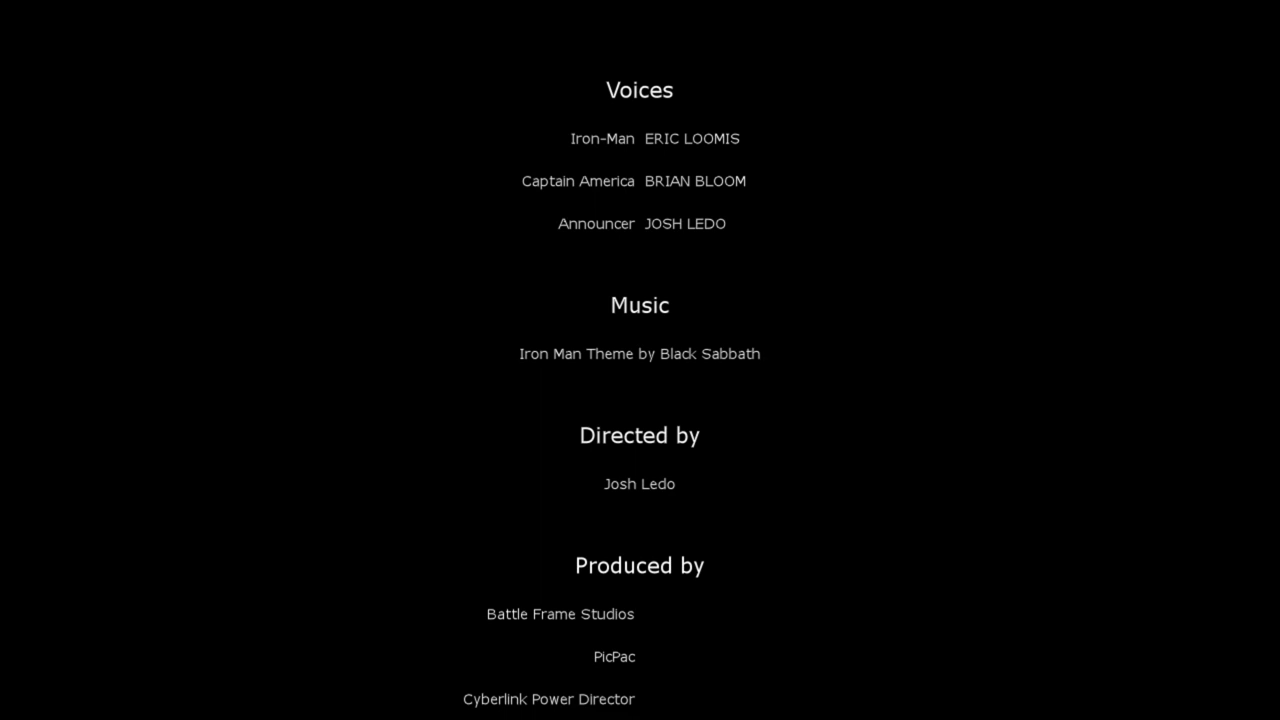 Voices
Iron-Man ERIC LOOMIS
Captain America BRIAN BLOOM
Announcer JOSH LEDO
Music
Iron Man Theme by Black Sabbath
Directed by
Josh Ledo
Produced by
Battle Frame Studios
PicPac
Cyberlink Power Director